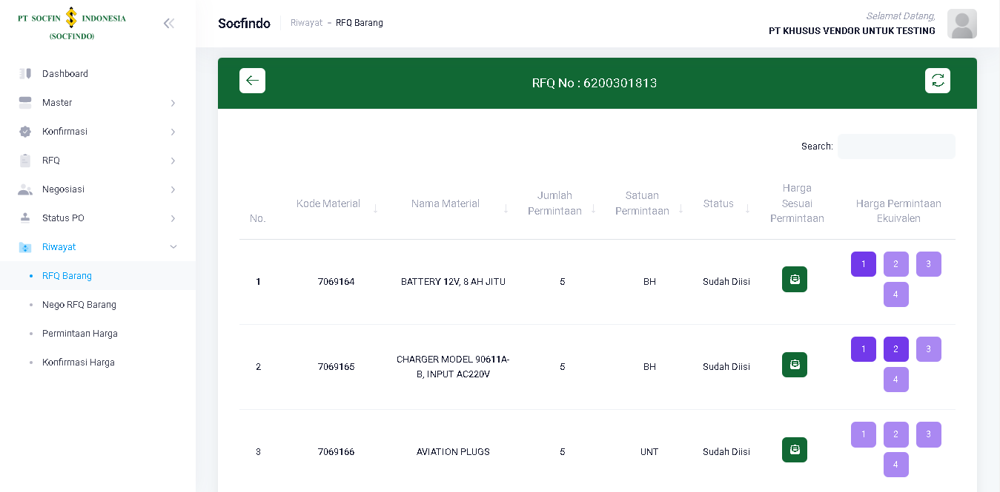 PT SOCFIN INDONESIA
(SOCFINDO)
Socfindo
Riwayat - RFQ Barang
Selamat Datang,
PT KHUSUS VENDOR UNTUK TESTING
Dashboard
Master
Konfirmasi
RFQ
Negosiasi
Status PO
Riwayat
RFQ Barang
Nego RFQ Barang
Permintaan Harga
Konfirmasi Harga
RFQ No : 6200301813
Search:
No.
Kode Material
Nama Material
Jumlah
Permintaan
Satuan
Permintaan
Status
Harga
Sesuai
Permintaan
Harga Permintaan
Ekuivalen
1 7069164 BATTERY 12V, 8 AH JITU 5 BH Sudah Diisi 1 2 3
4
2 7069165 CHARGER MODEL 90611A-
B, INPUT AC220V 5 BH Sudah Diisi 1 2 3
4
3 7069166 AVIATION PLUGS 5 UNT Sudah Diisi 1 2 3
4